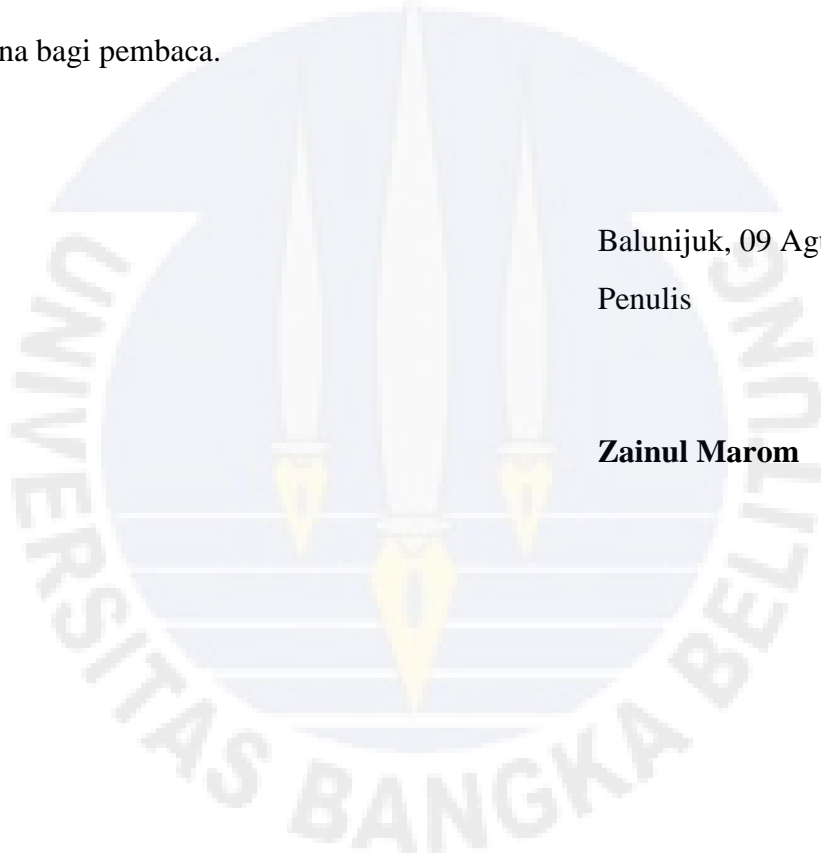 na bagi pembaca.
Balunijuk, 09 Ag
Penulis
Zainul Marom
UNIVERSITAS BANGKA BELITUNG